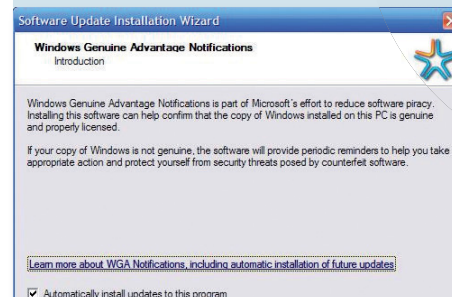 Software Update Installation Wizard
Windows Genuine Advantage Notifications
Introduction
Windows Genuine Advantage Notifications is part of Microsoft's effort to reduce software piracy.
Installing this software can help confirm that the copy of Windows installed on this PC is genuine
and properly licensed.
If your copy of Windows is not genuine, the software will provide periodic reminders to help you take
appropriate action and protect yourself from security threats posed by counterfeit software.
Learn more about WGA Notifications, including automatic installation of future updates
Automatically install updates to this program